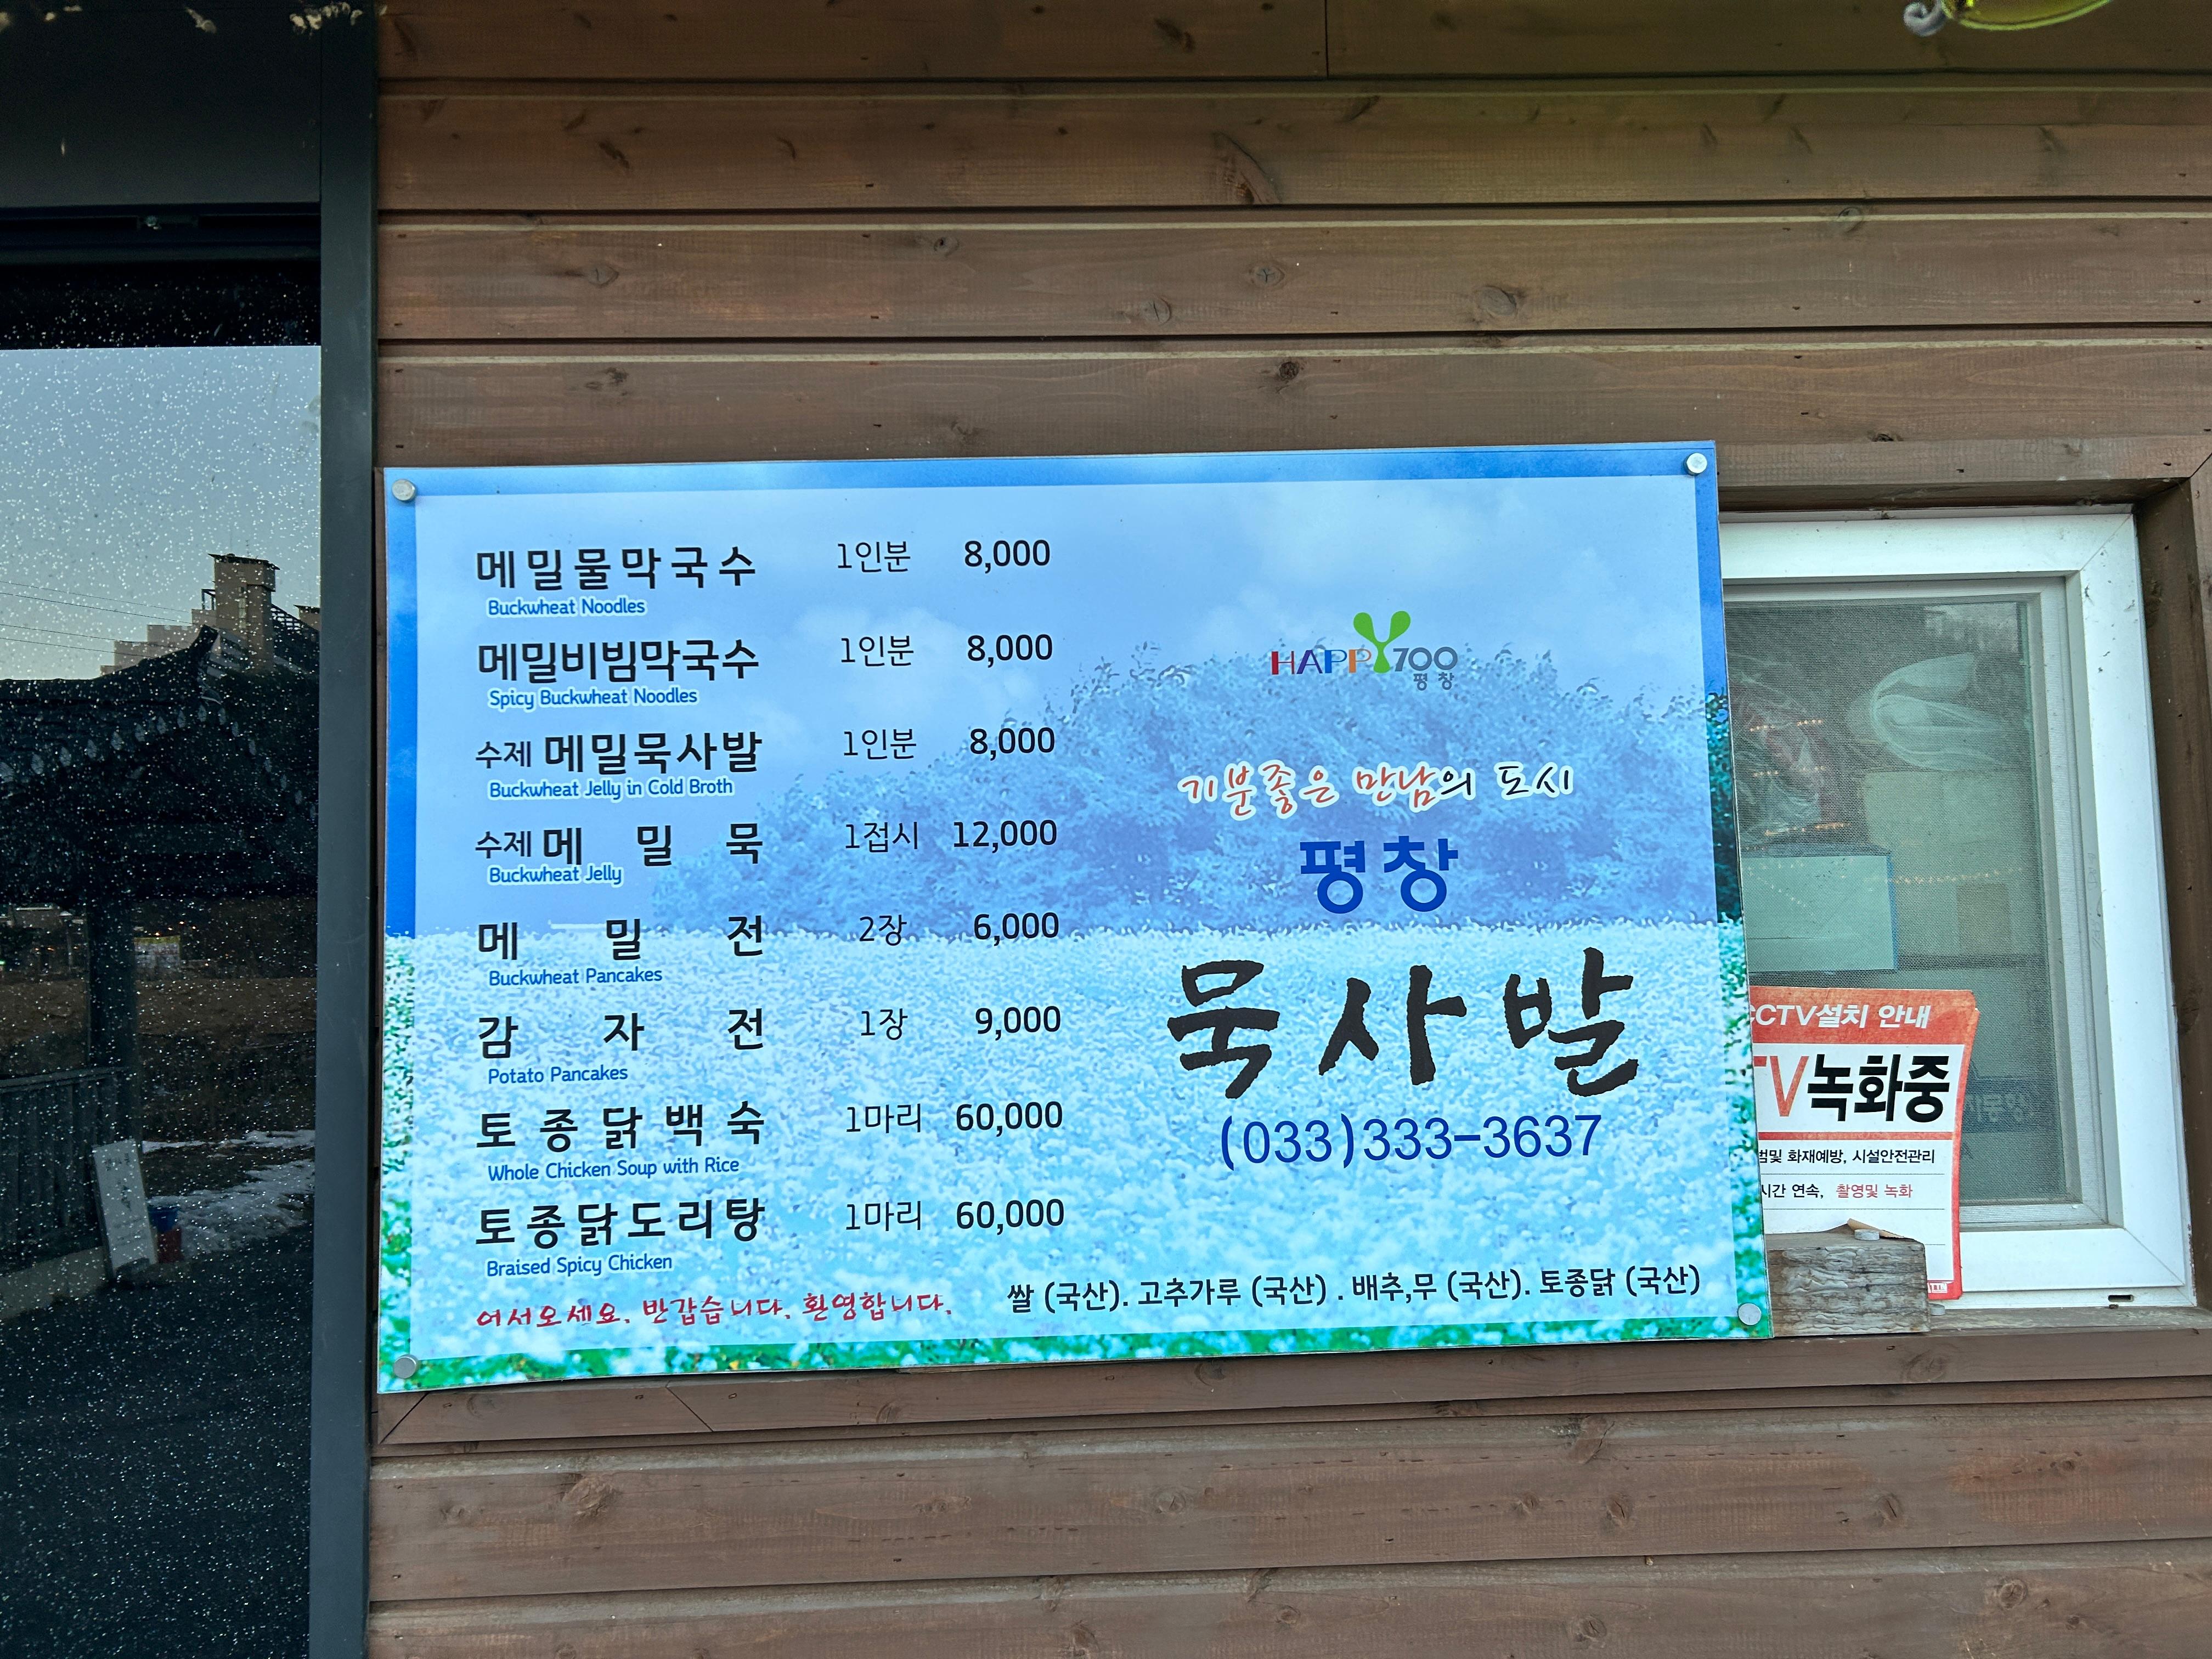 메밀물막국수 1인분 8,000
Buckwheat Noodles
메밀비빔막국수 1인분 8,000
Spicy Buckwheat Noodles
수제 메밀묵사발 1인분 8,000
Buckwheat Jelly in Cold Broth
수제 메밀묵 1접시 12,000
Buckwheat Jelly
메밀전 2장 6,000
Buckwheat Pancakes
감자전 1장 9,000
Potato Pancakes
토종닭백숙 1마리 60,000
Whole Chicken Soup with Rice
토종닭도리탕 1마리 60,000
Braised Spicy Chicken
어서오세요. 반갑습니다. 환영합니다.
HAPPY700
평창
기분좋은 만남의 도시
평창
묵사발
(033)333-3637
쌀 (국산). 고추가루 (국산) . 배추,무 (국산). 토종닭 (국산)
CCTV설치 안내
TV녹화중
및 화재예방, 시설안전관리
시간 연속, 촬영및 녹화